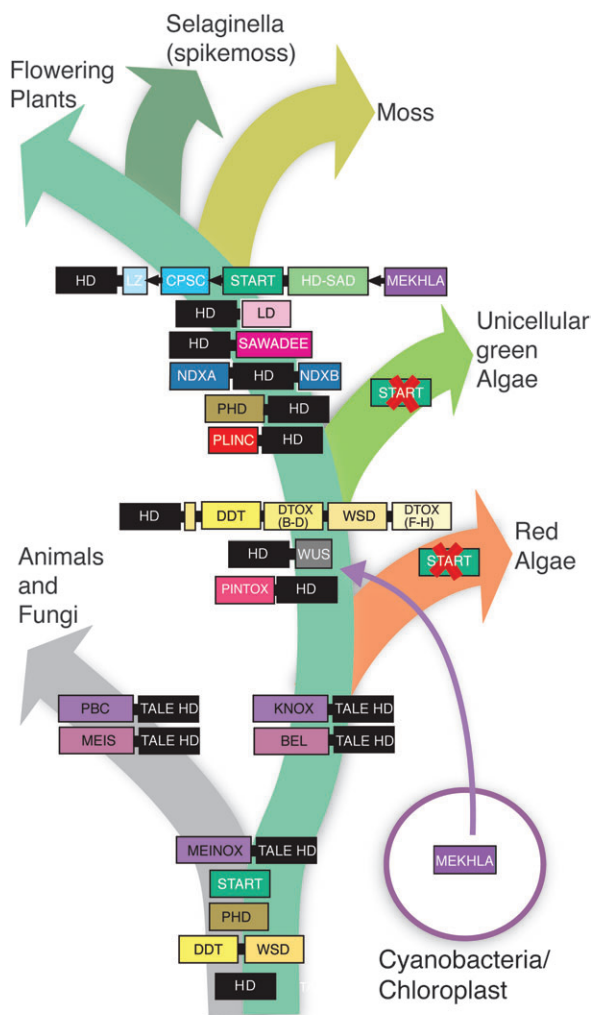 Selaginella
(spikemoss)
Flowering
Plants
Moss
HD LZ CPSC START HD-SAD MEKHLA
HD LD
HD SAWADEE
NDXA HD NDXB
PHD HD
PLINC HD
Unicellular
green
Algae
START
HD DDT DTOX (B-D) WSD DTOX (F-H)
HD WUS
PINTOX HD
Red
Algae
START
Animals
and
Fungi
PBC TALE HD KNOX TALE HD
MEIS TALE HD BEL TALE HD
MEINOX TALE HD
START
PHD
DDT WSD
HD
MEKHLA
Cyanobacteria/
Chloroplast